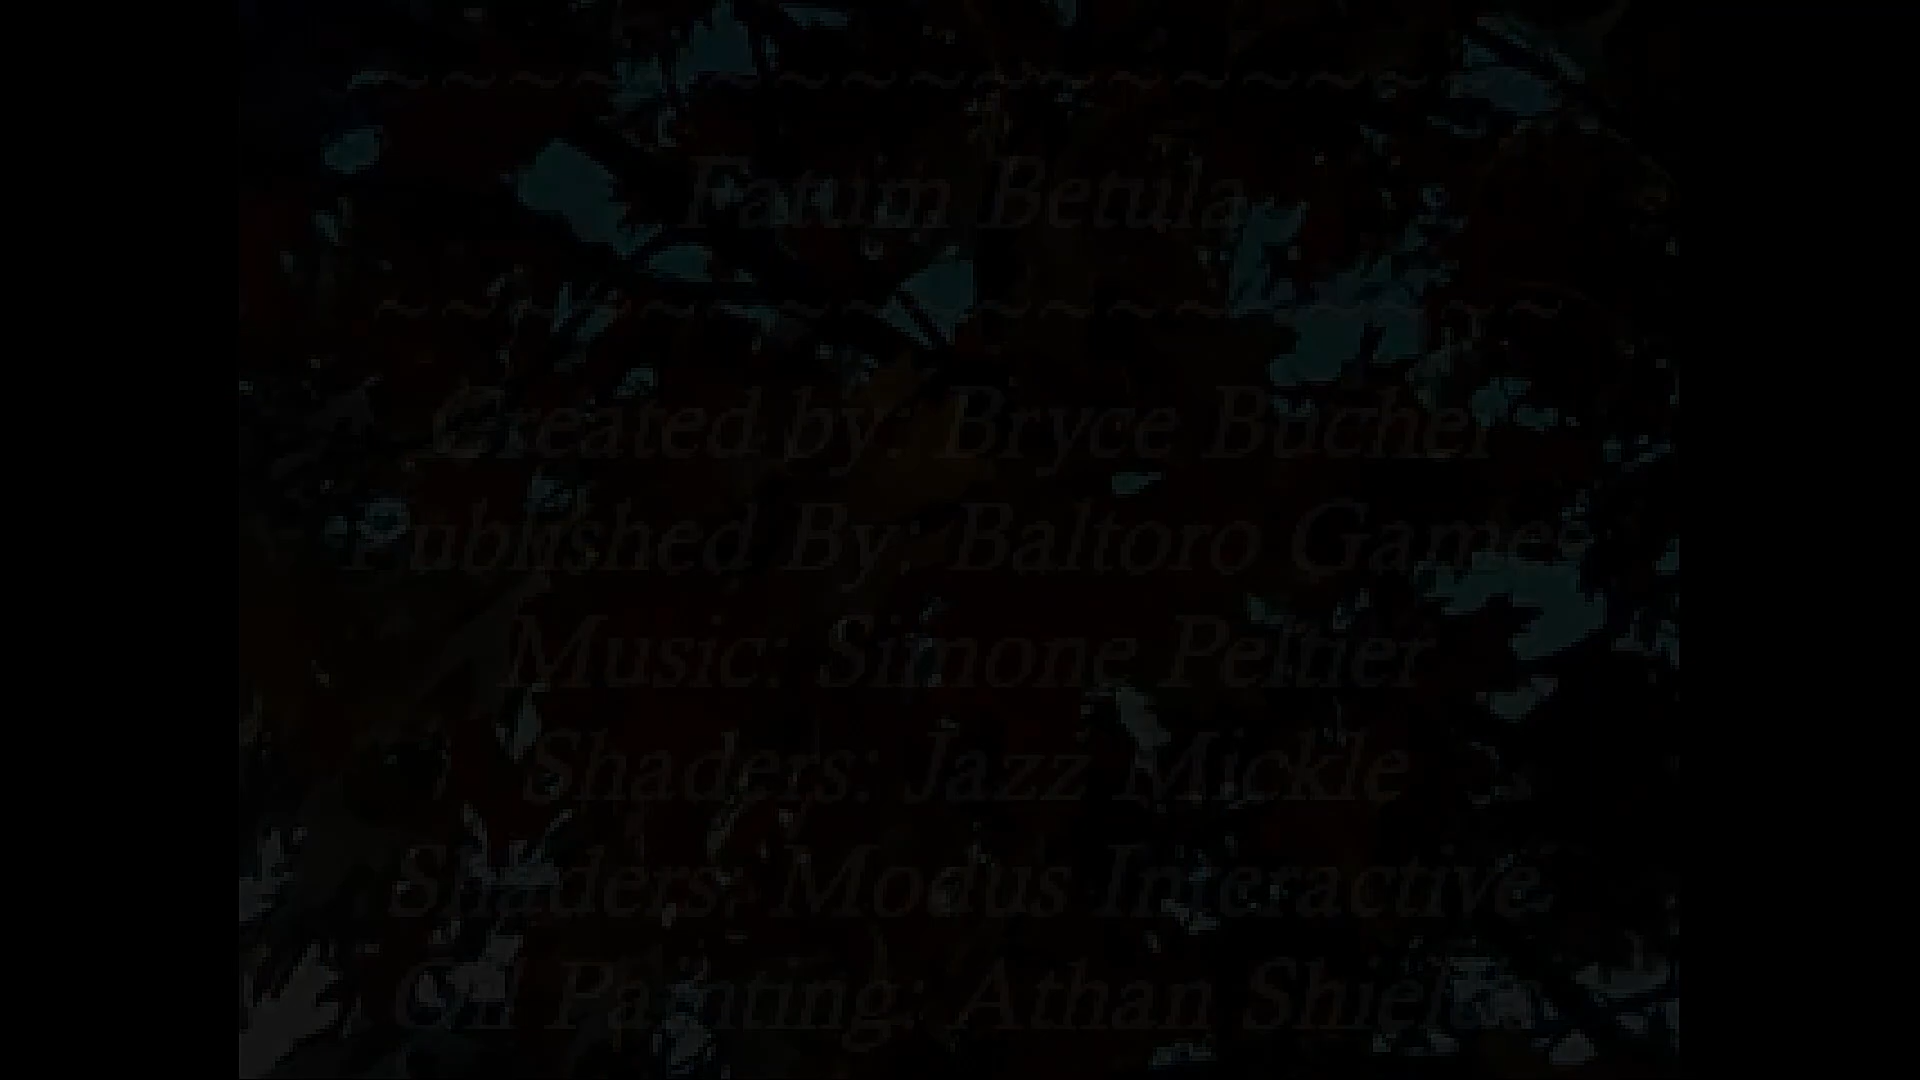 ~~~~~~~~~~~~~~~~~~
Fatum Betula
~~~~~~~~~~~~~~~~~~
Created by: Bryce Bucher
Published By: Baltoro Games
Music: Simone Peltier
Shaders: Jazz Mickle
Shaders: Modus Interactive
Oil Painting: Athan Shields